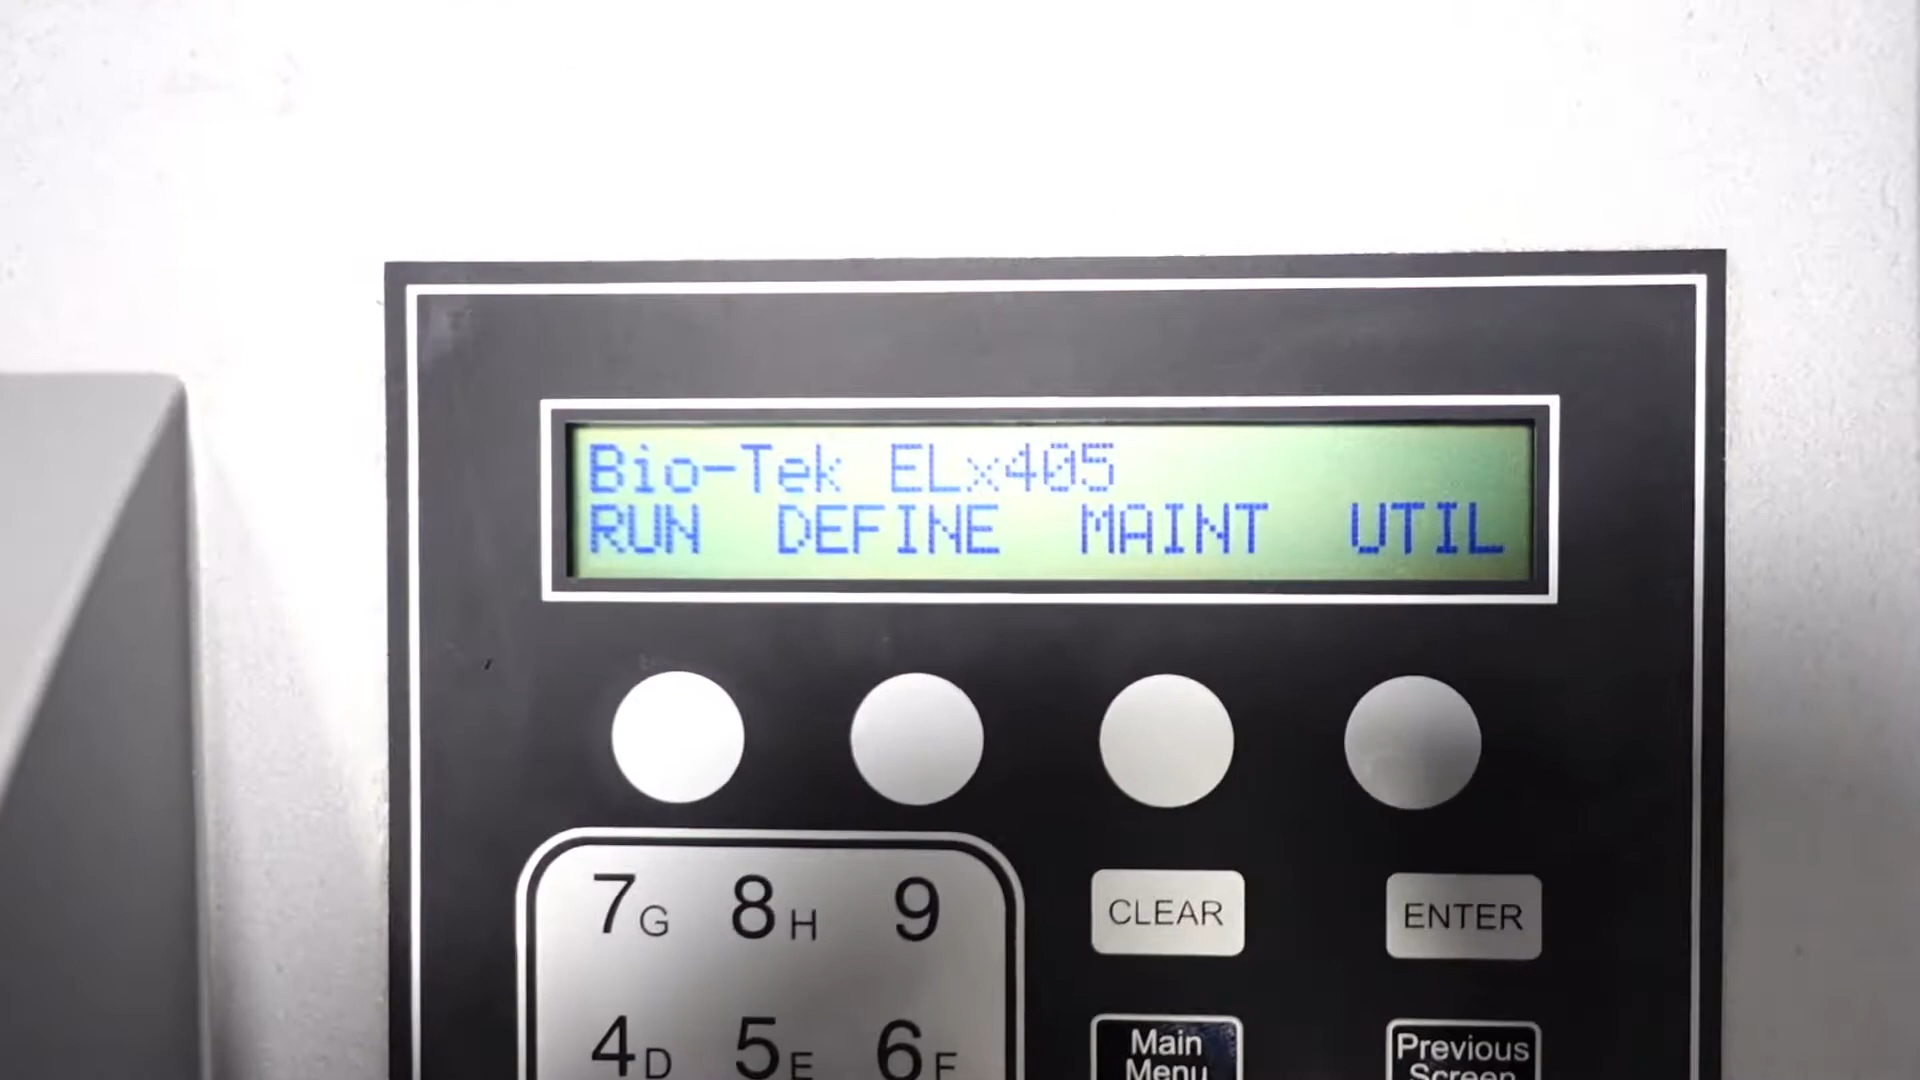 Bio-Tek ELx405
RUN DEFINE MAINT UTIL
7G 8H 9
CLEAR
ENTER
4D 5E 6F
Main
Menu
Previous
Screen